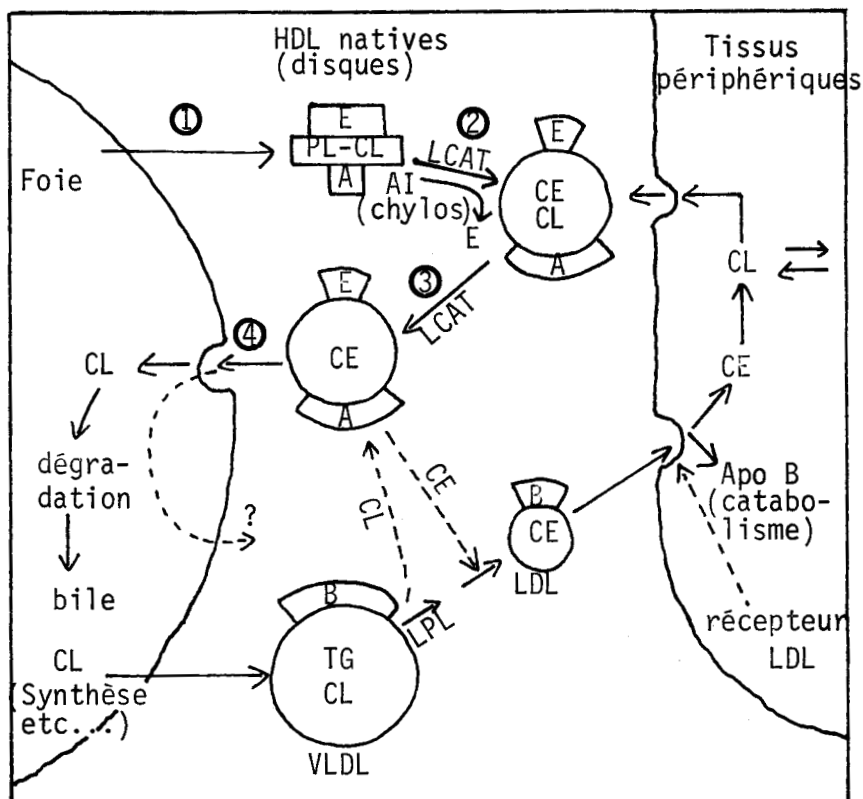 HDL natives
(disques)
Tissus
périphériques
①
②
E
PL-CL
A
LCAT
AI
(chylos)
E
E
CE
CL
A
Foie
CL
③
LCAT
E
CE
A
④
CL
CE
dégra-
dation
?
bile
CL
CE
B
CE
LDL
Apo B
(catabo-
lisme)
récepteur
LDL
CL
(Synthèse
etc...)
B
TG
CL
LPL
VLDL